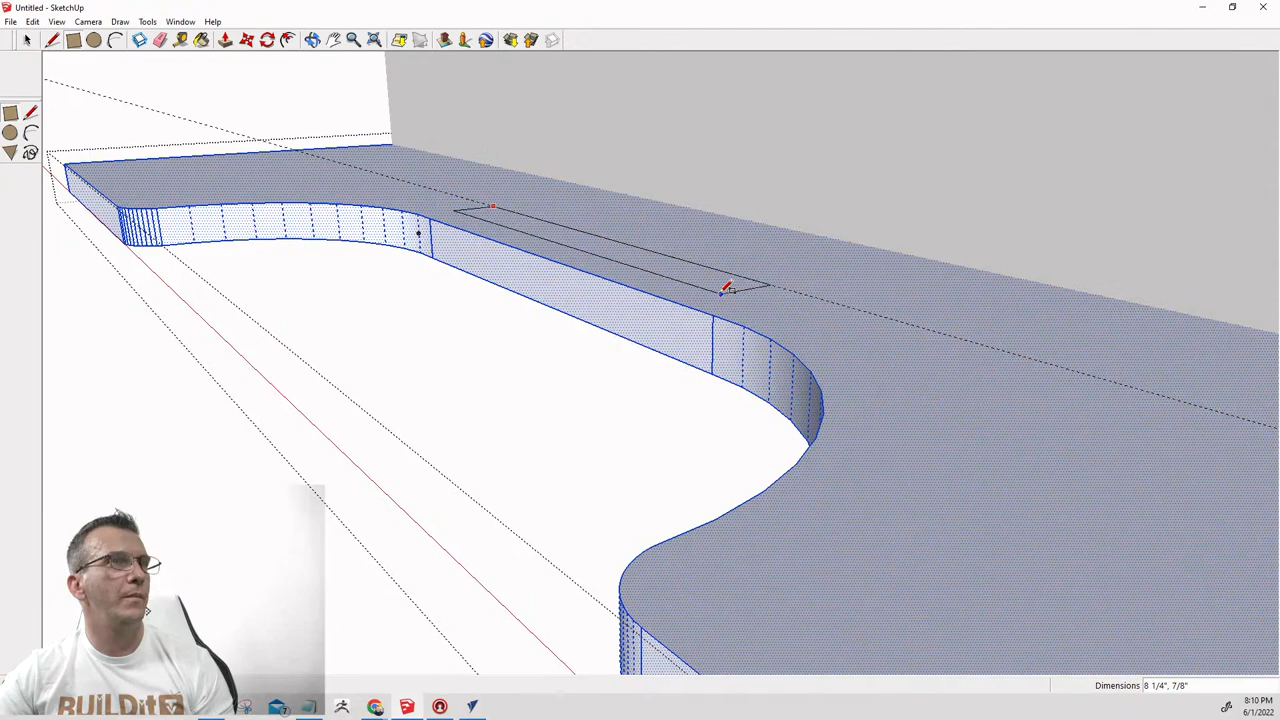 Untitled - SketchUp
File Edit View Camera Draw Tools Window Help
BUILDit
Dimensions 8 1/4", 7/8"
7
8:10 PM
6/1/2022